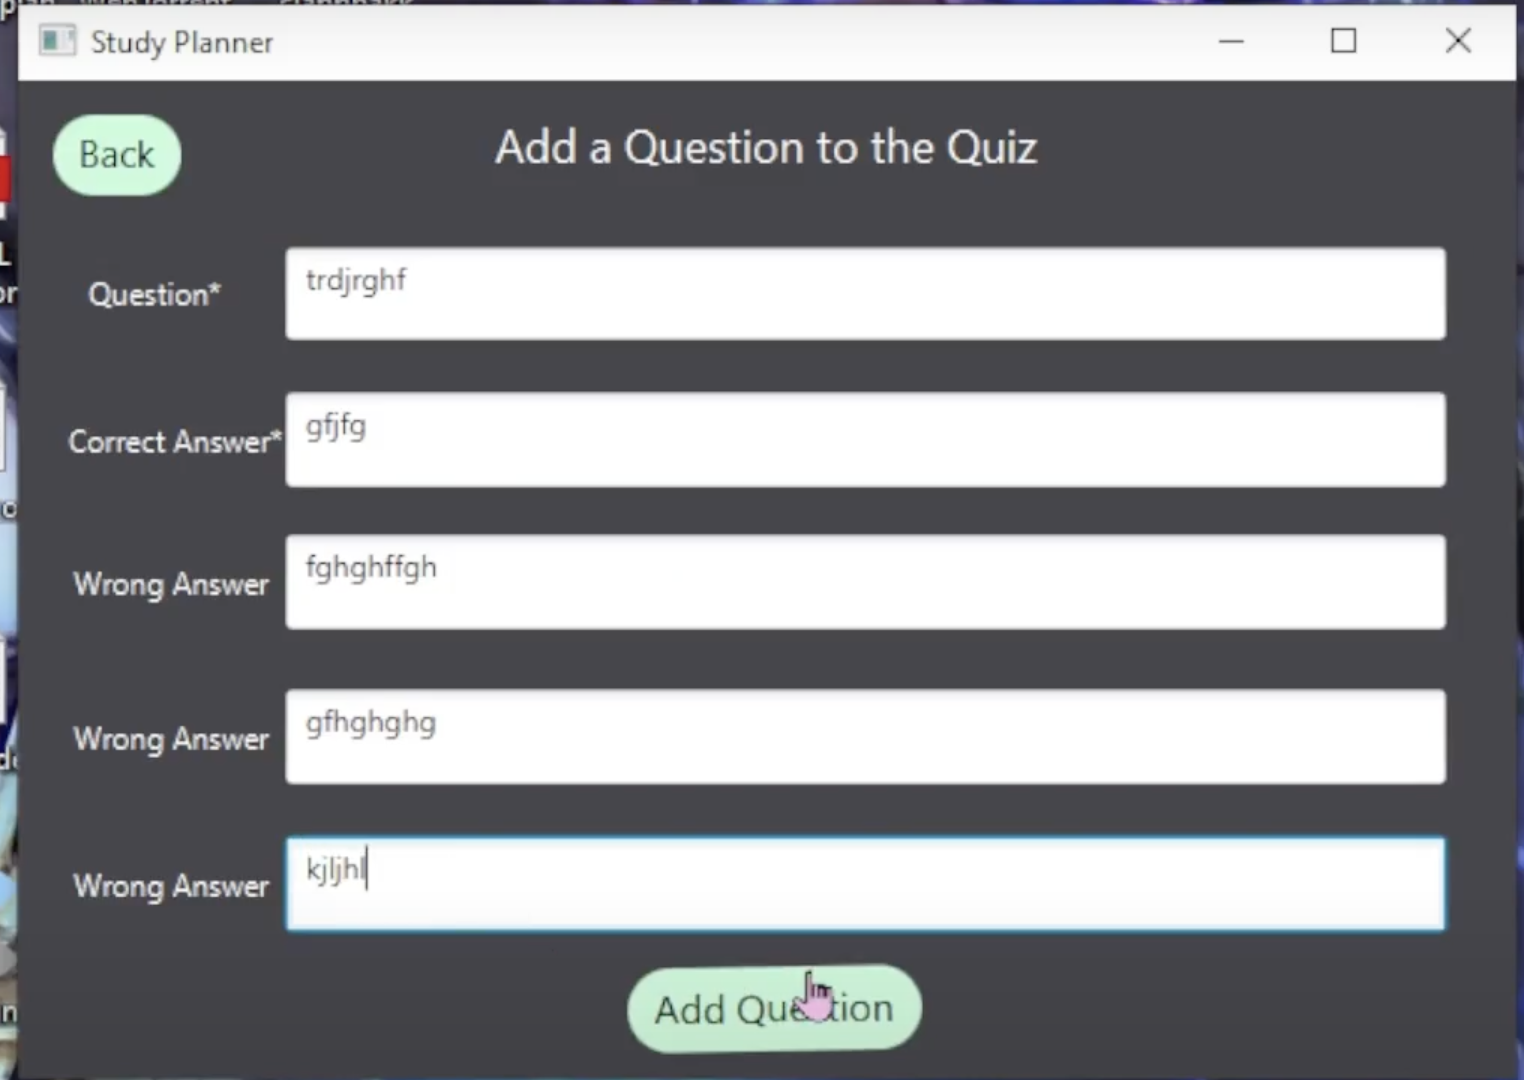 Study Planner
Back
Add a Question to the Quiz
Question*
trdjrghf
Correct Answer*
gfjfg
Wrong Answer
fghghffgh
Wrong Answer
gfhghghg
Wrong Answer
kjljhl
Add Question